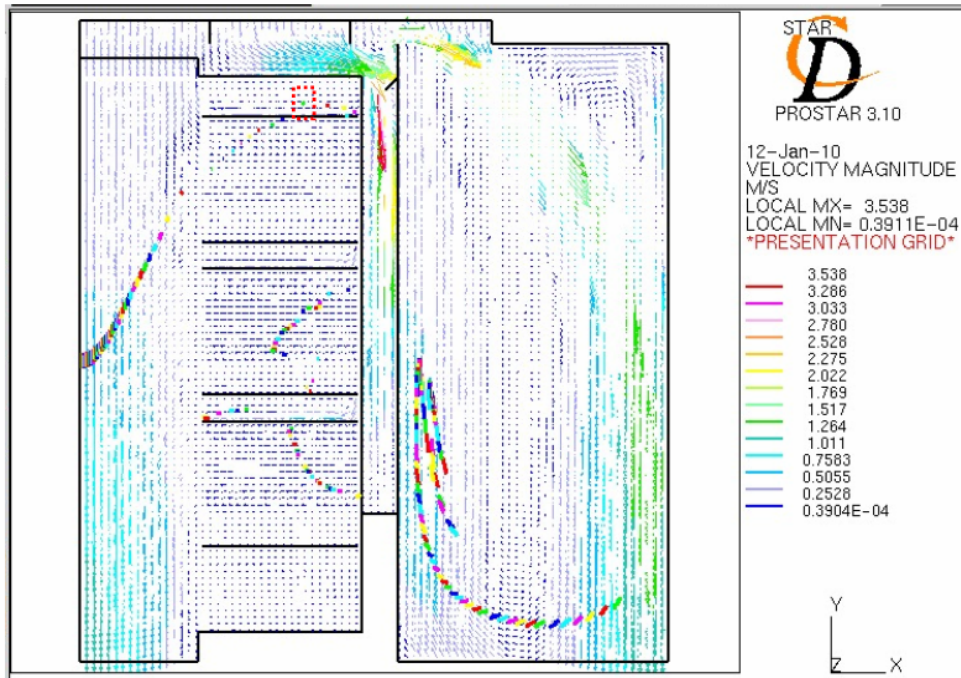 STAR
D
PROSTAR 3.10
12-Jan-10
VELOCITY MAGNITUDE
M/S
LOCAL MX= 3.538
LOCAL MN= 0.3911E-04
*PRESENTATION GRID*
3.538
3.286
3.033
2.780
2.528
2.275
2.022
1.769
1.517
1.264
1.011
0.7583
0.5055
0.2528
0.3904E-04
Y
Z X